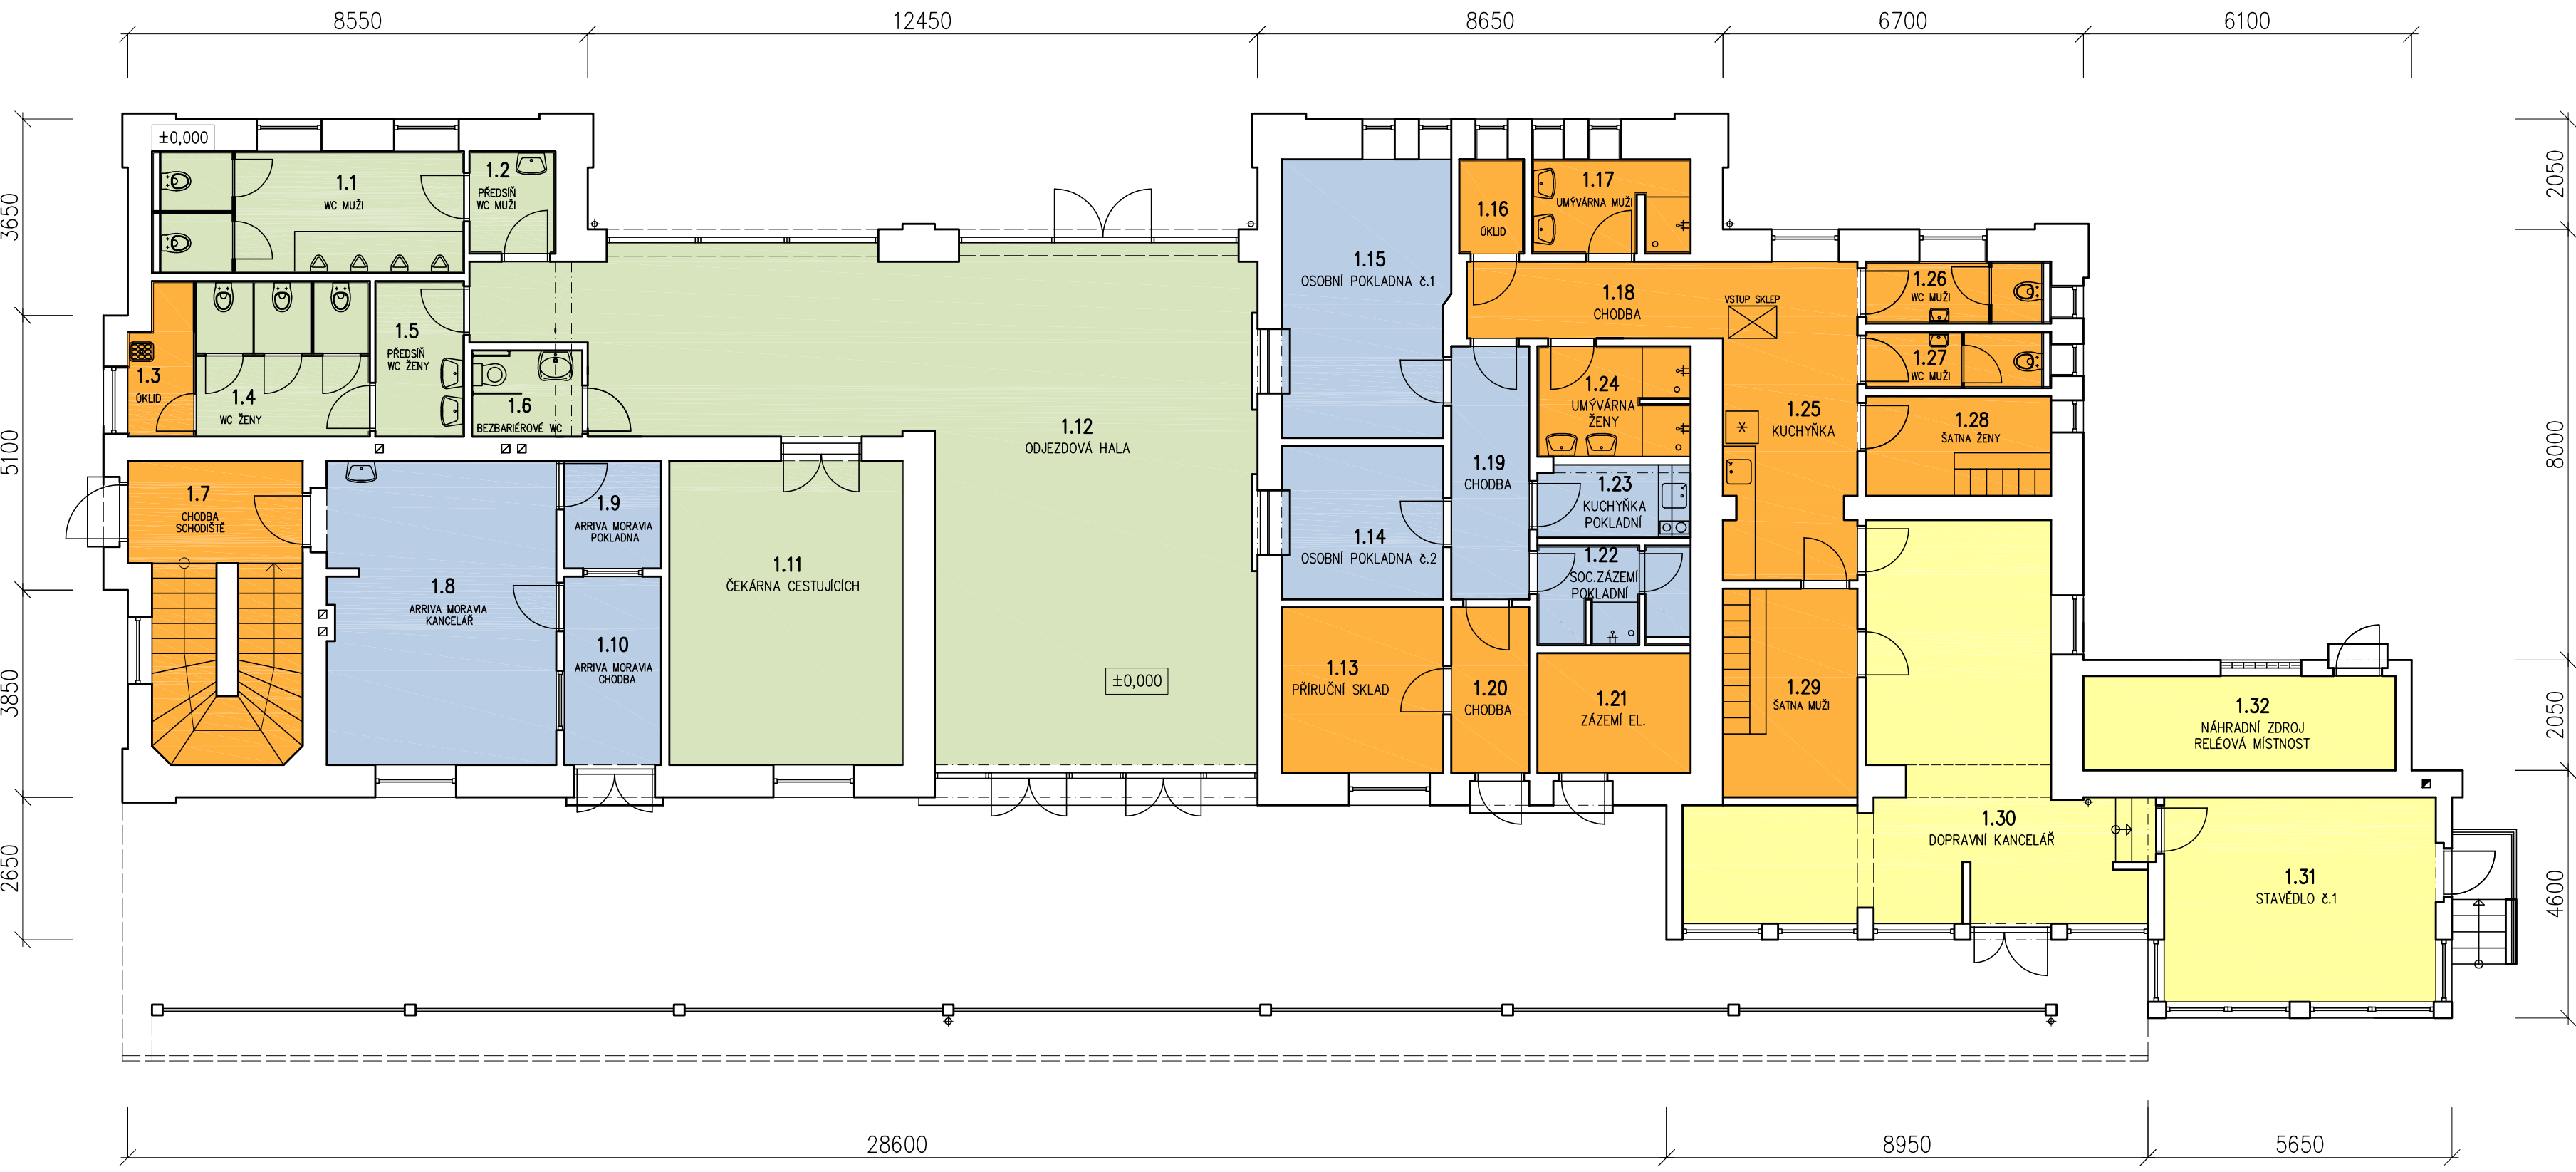 8550
12450
8650
6700
6100
±0,000
3650
5100
3850
2650
2050
8000
2050
4600
1.1
WC MUŽI
1.2
PŘEDSÍŇ
WC MUŽI
1.3
ÚKLID
1.4
WC ŽENY
1.5
PŘEDSÍŇ
WC ŽENY
1.6
BEZBARIÉROVÉ WC
1.7
CHODBA
SCHODIŠTĚ
1.8
ARRIVA MORAVIA
KANCELÁŘ
1.9
ARRIVA MORAVIA
POKLADNA
1.10
ARRIVA MORAVIA
CHODBA
1.11
ČEKÁRNA CESTUJÍCÍCH
1.12
ODJEZDOVÁ HALA
±0,000
1.13
PŘÍRUČNÍ SKLAD
1.14
OSOBNÍ POKLADNA č.2
1.15
OSOBNÍ POKLADNA č.1
1.16
ÚKLID
1.17
UMÝVÁRNA MUŽI
1.18
CHODBA
VSTUP SKLEP
1.19
CHODBA
1.20
CHODBA
1.21
ZÁZEMÍ EL.
1.22
SOC.ZÁZEMÍ
POKLADNÍ
1.23
KUCHYŇKA
POKLADNÍ
1.24
UMÝVÁRNA
ŽENY
1.25
KUCHYŇKA
1.26
WC MUŽI
1.27
WC MUŽI
1.28
ŠATNA ŽENY
1.29
ŠATNA MUŽI
1.30
DOPRAVNÍ KANCELÁŘ
1.31
STAVĚDLO č.1
1.32
NÁHRADNÍ ZDROJ
RELÉOVÁ MÍSTNOST
28600
8950
5650